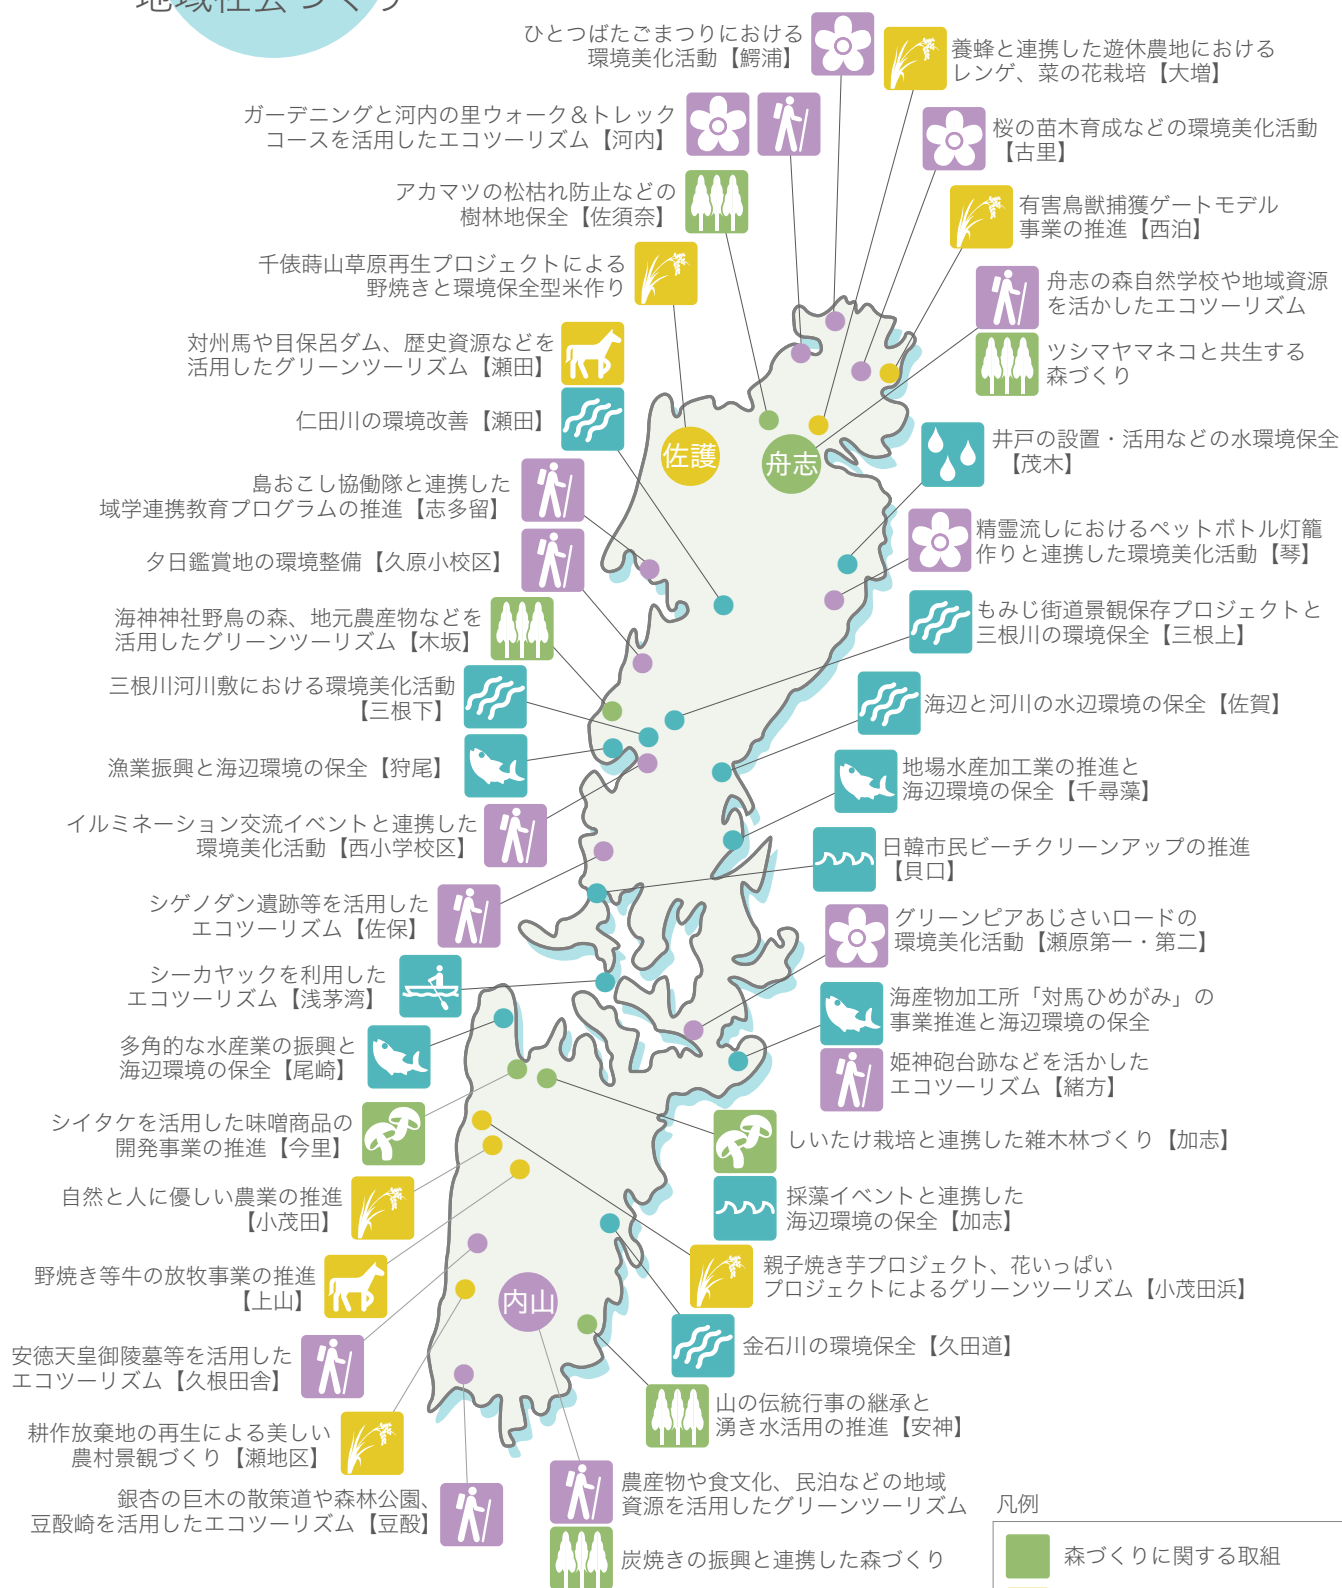 地域社会づくり
ひとつばたごまつりにおける
環境美化活動【鰐浦】
養蜂と連携した遊休農地における
レンゲ、菜の花栽培【大増】
ガーデニングと河内の里ウォーク＆トレック
コースを活用したエコツーリズム【河内】
桜の苗木育成などの環境美化活動
【古里】
アカマツの松枯れ防止などの
樹林地保全【佐須奈】
有害鳥獣捕獲ゲートモデル
事業の推進【西泊】
千俵蒔山草原再生プロジェクトによる
野焼きと環境保全型米作り
舟志の森自然学校や地域資源
を活かしたエコツーリズム
対州馬や目保呂ダム、歴史資源などを
活用したグリーンツーリズム【瀬田】
ツシマヤマネコと共生する
森づくり
仁田川の環境改善【瀬田】
佐護
舟志
井戸の設置・活用などの水環境保全
【茂木】
島おこし協働隊と連携した
域学連携教育プログラムの推進【志多留】
精霊流しにおけるペットボトル灯籠
作りと連携した環境美化活動【琴】
夕日鑑賞地の環境整備【久原小校区】
海神神社野鳥の森、地元農産物などを
活用したグリーンツーリズム【木坂】
もみじ街道景観保存プロジェクトと
三根川の環境保全【三根上】
三根川河川敷における環境美化活動
【三根下】
海辺と河川の水辺環境の保全【佐賀】
漁業振興と海辺環境の保全【狩尾】
地場水産加工業の推進と
海辺環境の保全【千尋藻】
イルミネーション交流イベントと連携した
環境美化活動【西小学校区】
日韓市民ビーチクリーンアップの推進
【貝口】
シゲノダン遺跡等を活用した
エコツーリズム【佐保】
グリーンピアあじさいロードの
環境美化活動【瀬原第一・第二】
シーカヤックを利用した
エコツーリズム【浅茅湾】
海産物加工所「対馬ひめがみ」の
事業推進と海辺環境の保全
多角的な水産業の振興と
海辺環境の保全【尾崎】
姫神砲台跡などを活かした
エコツーリズム【緒方】
シイタケを活用した味噌商品の
開発事業の推進【今里】
しいたけ栽培と連携した雑木林づくり【加志】
自然と人に優しい農業の推進
【小茂田】
採藻イベントと連携した
海辺環境の保全【加志】
野焼き等牛の放牧事業の推進
【上山】
親子焼き芋プロジェクト、花いっぱい
プロジェクトによるグリーンツーリズム【小茂田浜】
内山
金石川の環境保全【久田道】
安徳天皇御陵墓等を活用した
エコツーリズム【久根田舎】
山の伝統行事の継承と
湧き水活用の推進【安神】
耕作放棄地の再生による美しい
農村景観づくり【瀬地区】
農産物や食文化、民泊などの地域
資源を活用したグリーンツーリズム
銀杏の巨木の散策道や森林公園、
豆酘崎を活用したエコツーリズム【豆酘】
炭焼きの振興と連携した森づくり
凡例
森づくりに関する取組